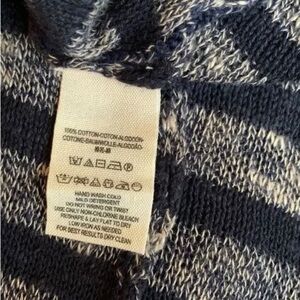 100% COTTON-COTON-ALGODÓN-
COTONE-BAUMWOLLE-ALGODÃO-
HAND WASH COLD
MILD DETERGENT
DO NOT WRING OR TWIST
USE ONLY NON-CHLORINE BLEACH
RESHAPE & LAY FLAT TO DRY
LOW IRON AS NEEDED
FOR BEST RESULTS DRY CLEAN